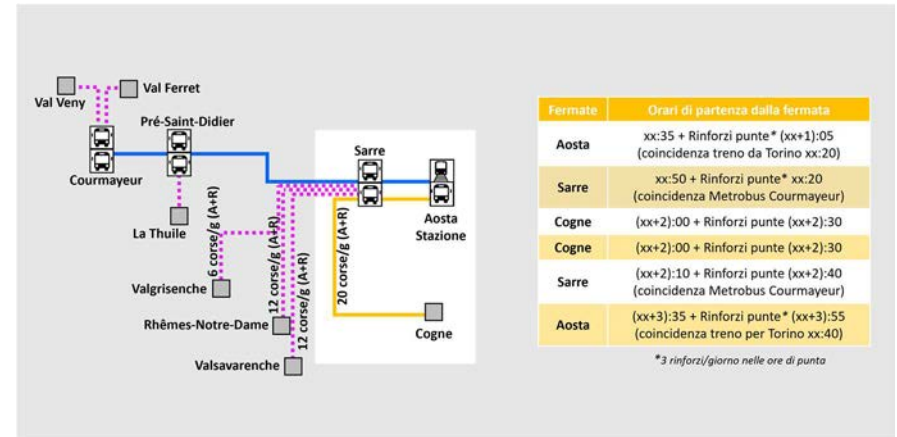 Val Ferret
Val Veny
Pré-Saint-Didier
Sarre
Courmayeur
La Thuile
Aosta
Stazione
6 corse/g (A+R)
12 corse/g (A+R)
12 corse/g (A+R)
20 corse/g (A+R)
Valgrisenche
Rhêmes-Notre-Dame
Valsavarenche
Cogne
Fermate Orari di partenza dalla fermata
Aosta xx:35 + Rinforzi punte* (xx+1):05
(coincidenza treno da Torino xx:20)
Sarre xx:50 + Rinforzi punte* xx:20
(coincidenza Metrobus Courmayeur)
Cogne (xx+2):00 + Rinforzi punte (xx+2):30
Cogne (xx+2):00 + Rinforzi punte (xx+2):30
Sarre (xx+2):10 + Rinforzi punte (xx+2):40
(coincidenza Metrobus Courmayeur)
Aosta (xx+3):35 + Rinforzi punte* (xx+3):55
(coincidenza treno per Torino xx:40)
*3 rinforzi/giorno nelle ore di punta